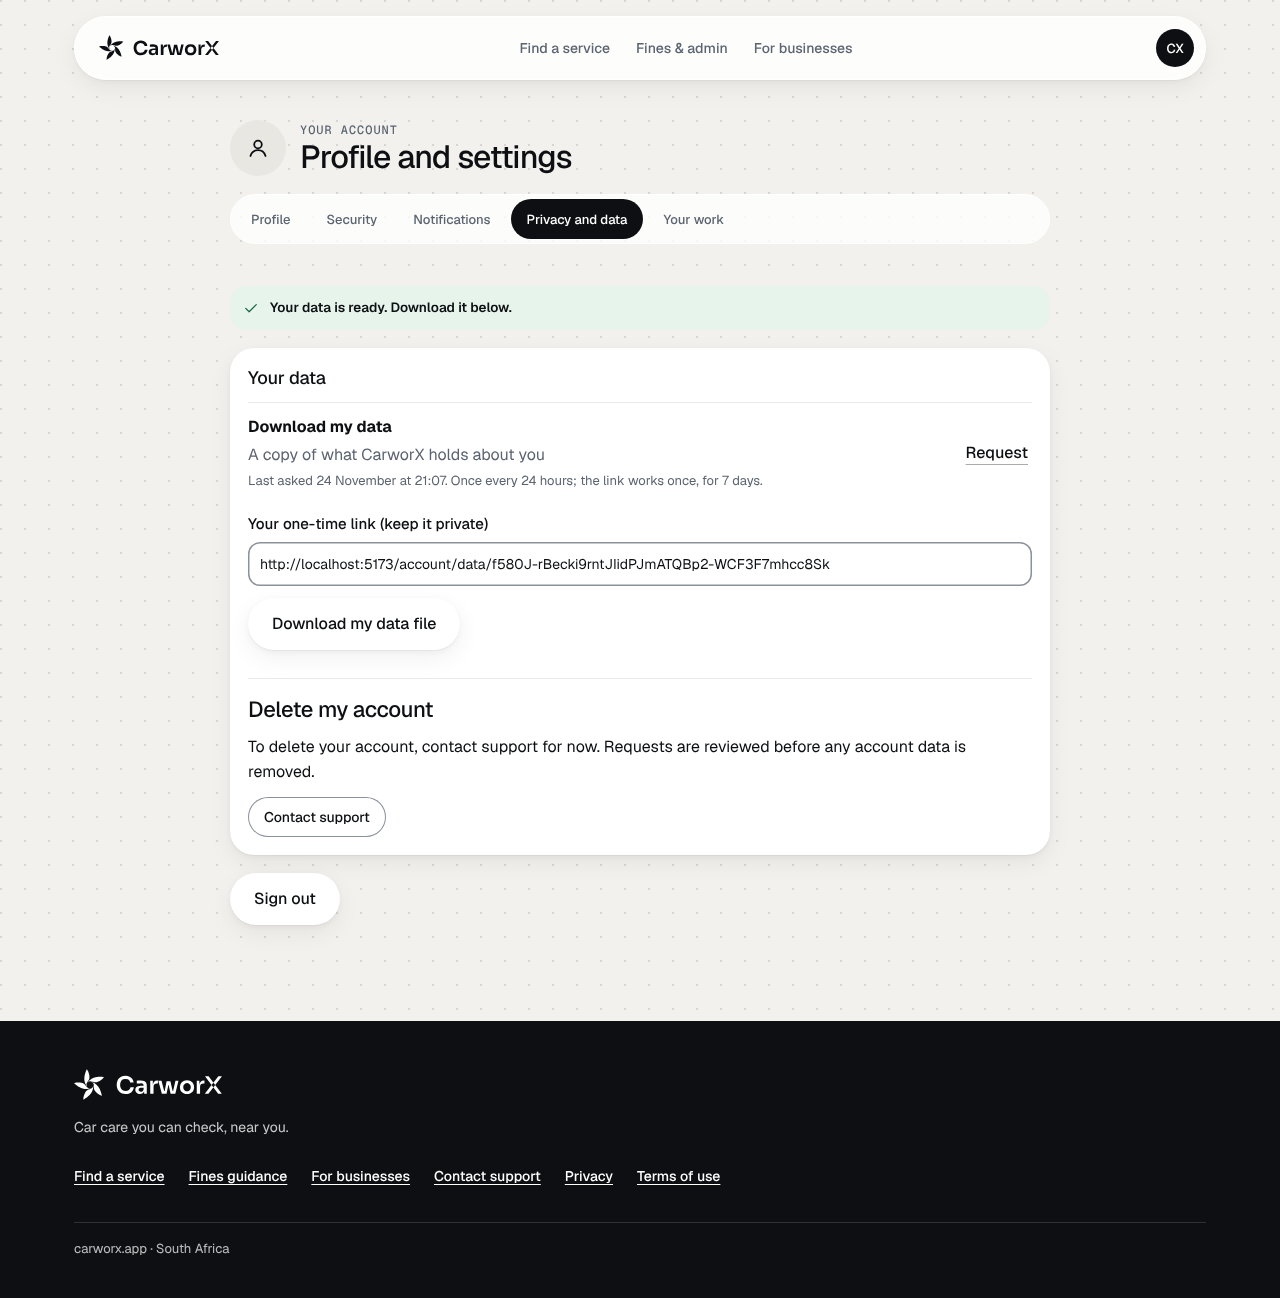 CarworX
Find a service
Fines & admin
For businesses
CX
YOUR ACCOUNT
Profile and settings
Profile
Security
Notifications
Privacy and data
Your work
Your data is ready. Download it below.
Your data
Download my data
A copy of what CarworX holds about you
Request
Last asked 24 November at 21:07. Once every 24 hours; the link works once, for 7 days.
Your one-time link (keep it private)
http://localhost:5173/account/data/f580J-rBecki9rntJIidPJmATQBp2-WCF3F7mhcc8Sk
Download my data file
Delete my account
To delete your account, contact support for now. Requests are reviewed before any account data is
removed.
Contact support
Sign out
CarworX
Car care you can check, near you.
Find a service
Fines guidance
For businesses
Contact support
Privacy
Terms of use
carworx.app · South Africa